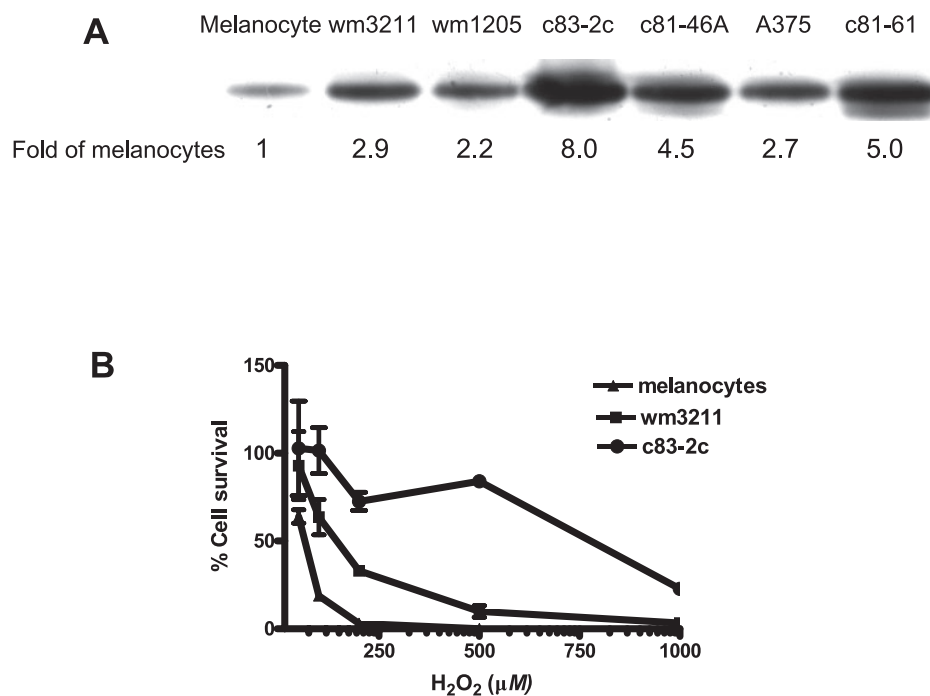 A
Melanocyte wm3211 wm1205 c83-2c c81-46A A375 c81-61
Fold of melanocytes 1 2.9 2.2 8.0 4.5 2.7 5.0
B
150
100
50
0
% Cell survival
melanocytes
wm3211
c83-2c
250 500 750 1000
H₂O₂ (μM)